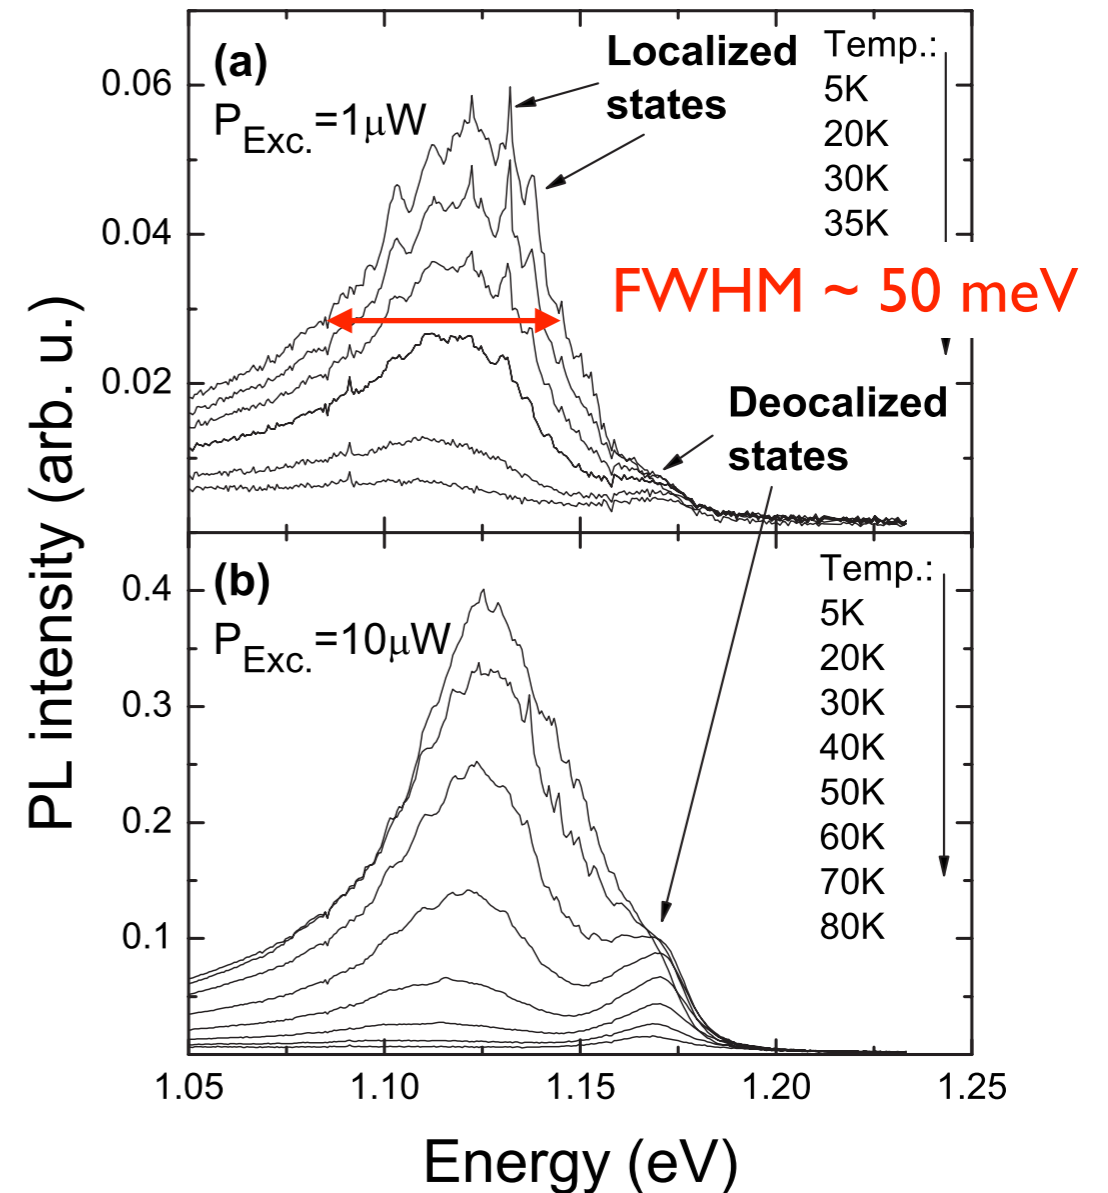 (a)
P_Exc.=1μW
Localized
states
Temp.:
5K
20K
30K
35K
FWHM ~ 50 meV
Deocalized
states
0.06
0.04
0.02
(b)
P_Exc.=10μW
Temp.:
5K
20K
30K
40K
50K
60K
70K
80K
0.4
0.3
0.2
0.1
PL intensity (arb. u.)
1.05 1.10 1.15 1.20 1.25
Energy (eV)